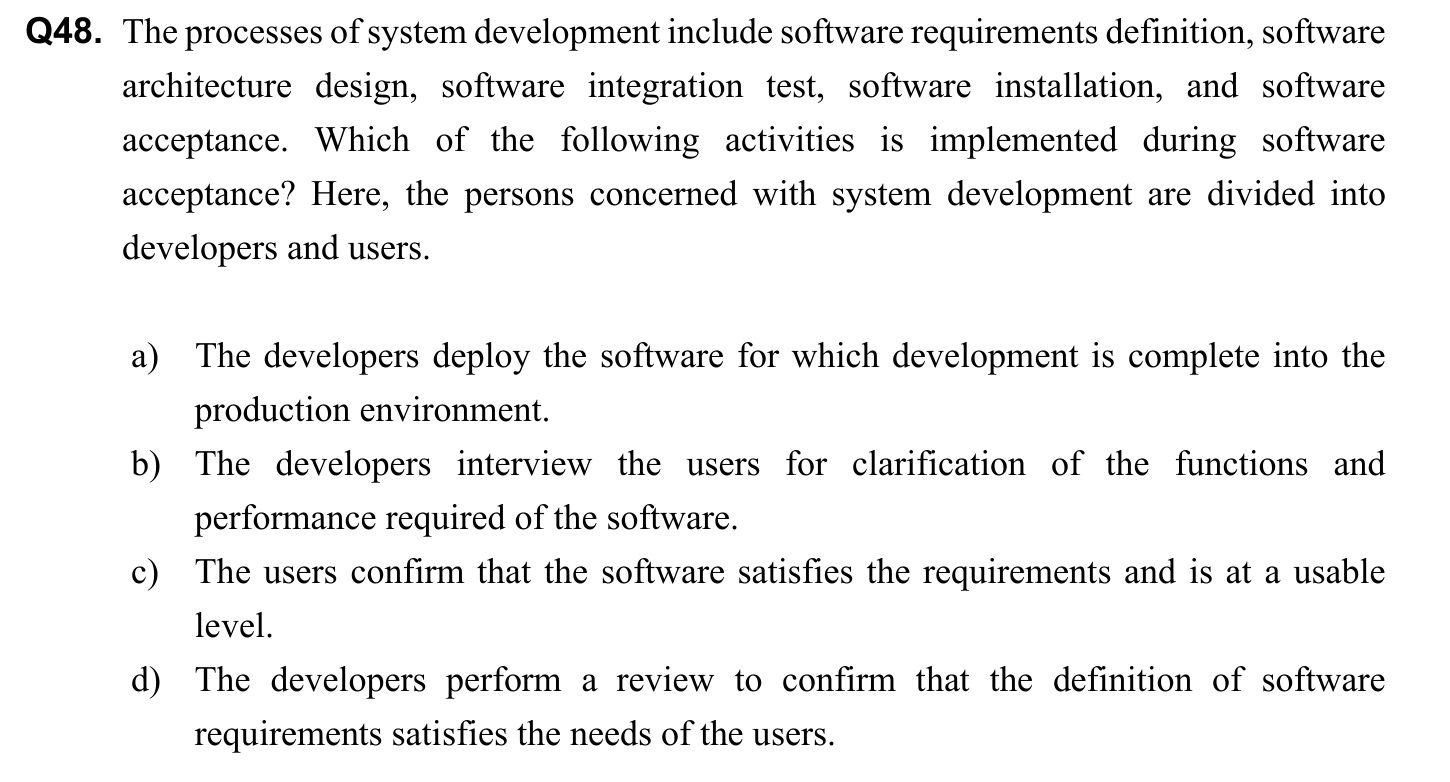 Q48. The processes of system development include software requirements definition, software
architecture design, software integration test, software installation, and software
acceptance. Which of the following activities is implemented during software
acceptance? Here, the persons concerned with system development are divided into
developers and users.
a) The developers deploy the software for which development is complete into the
production environment.
b) The developers interview the users for clarification of the functions and
performance required of the software.
c) The users confirm that the software satisfies the requirements and is at a usable
level.
d) The developers perform a review to confirm that the definition of software
requirements satisfies the needs of the users.